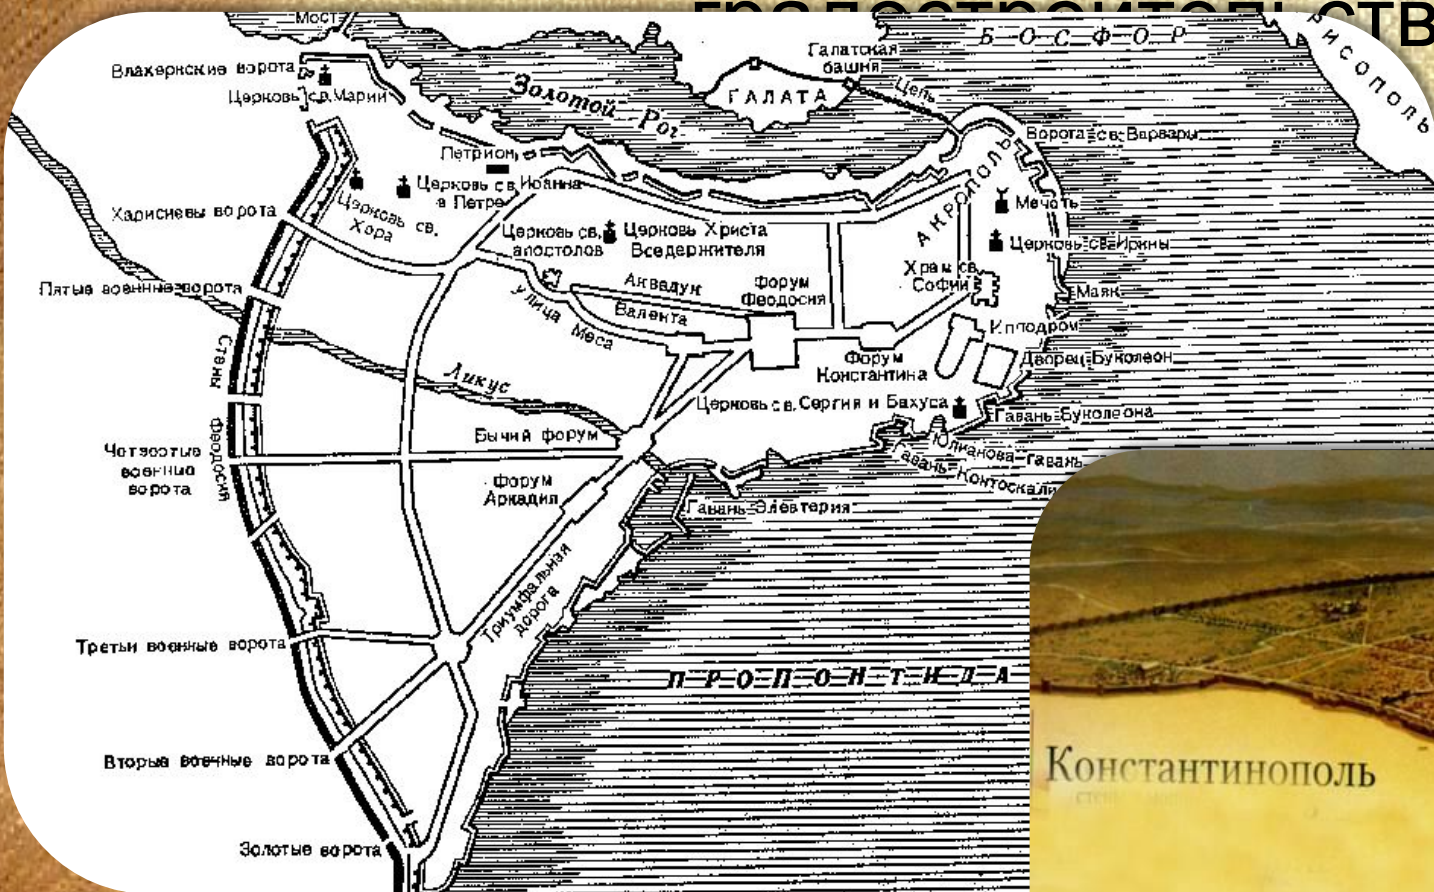 Мост
Б О С Ф О Р
Галатская
башня
Влахернские ворота
Церковь св. Марии
Золотой Рог
ГАЛАТА
Цепь
Ворота св. Варвары
Петрион
АКРОПОЛЬ
Церковь св. Иоанна
в Петре
Мечеть
Харисиевы ворота
Церковь св.
Хора
Церковь св.
апостолов
Церковь Христа
Вседержителя
Церковь св. Ирины
Храм св.
Софии
Акведук
Валента
Форум
Феодосия
Пятые военные ворота
Маяк
улица Меса
Ипподром
Стены Феодосия
Форум
Константина
Дворец Буколеон
Ликус
Церковь св. Сергия и Бахуса
Гавань Буколеона
Бычий форум
Юлианова гавань
Четвертые
военные
ворота
Гавань Контоскали
Форум
Аркадия
Гавань Элевтерия
Триумфальная
дорога
Третьи военные ворота
П Р О П О Н Т И Д А
Вторые военные ворота
Константинополь
Золотые ворота